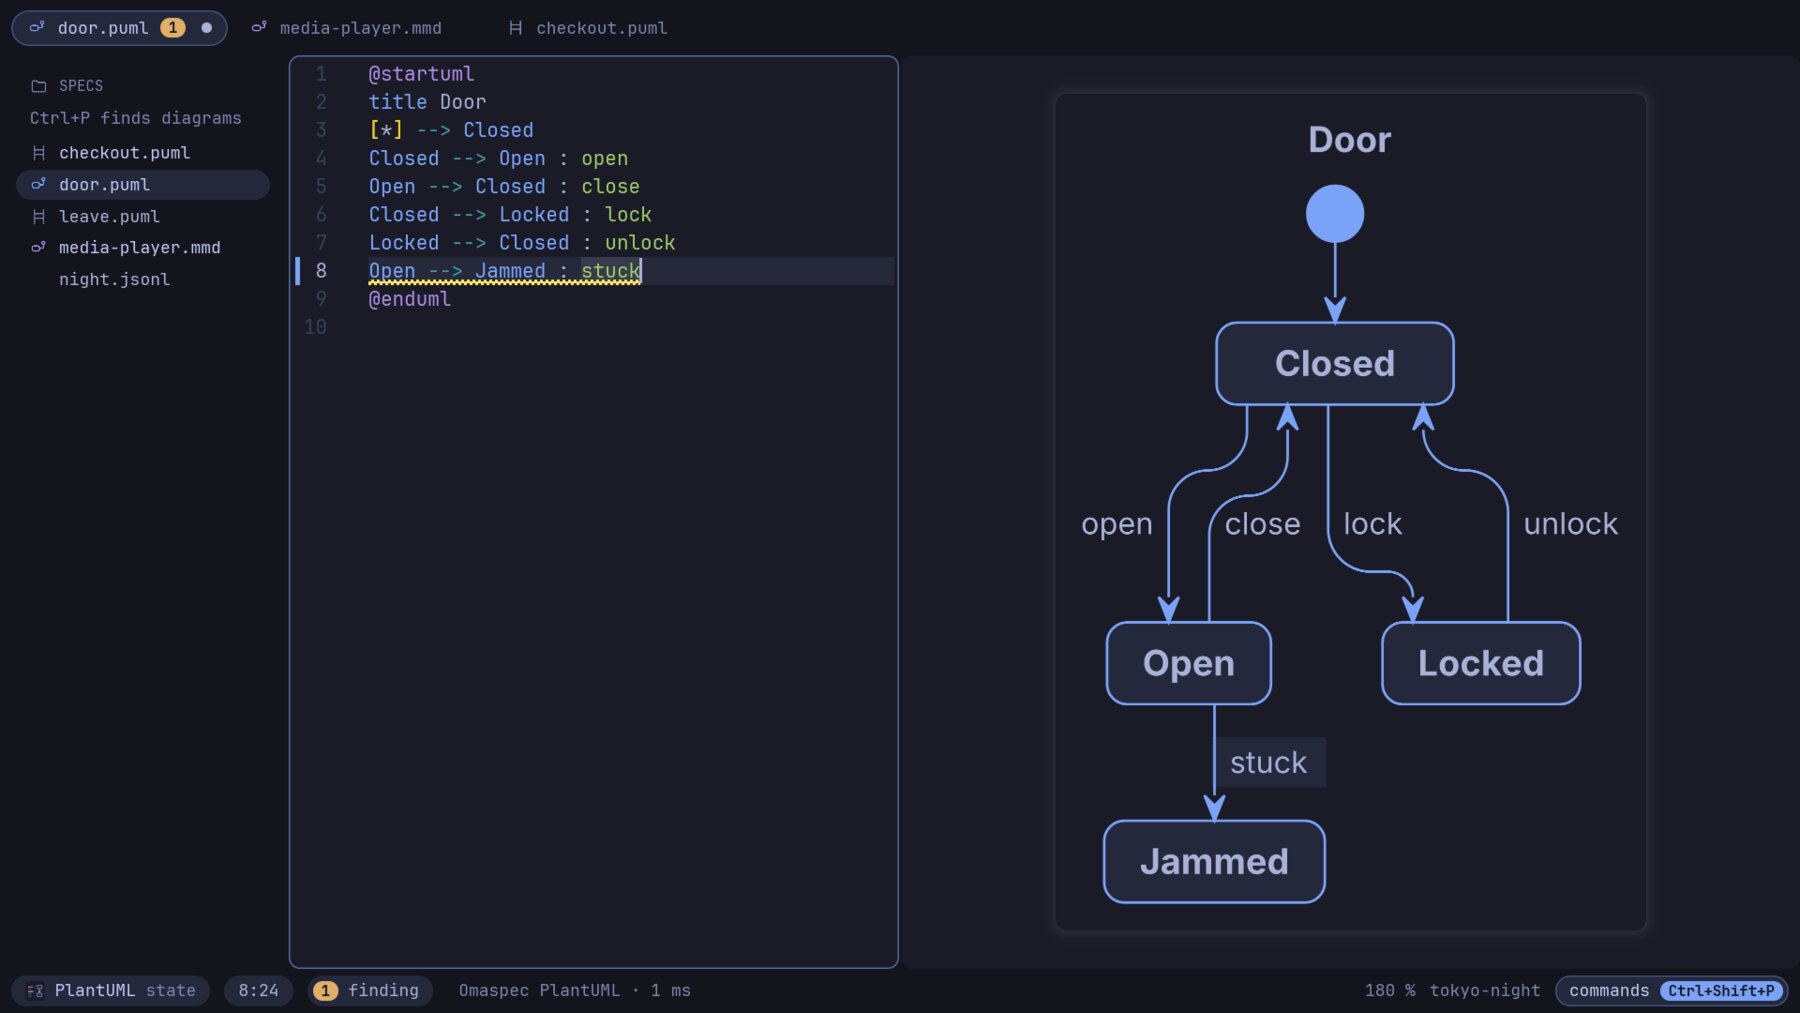 door.puml 1 media-player.mmd checkout.puml
SPECS
Ctrl+P finds diagrams
checkout.puml
door.puml
leave.puml
media-player.mmd
night.jsonl
1 @startuml
2 title Door
3 [*] --> Closed
4 Closed --> Open : open
5 Open --> Closed : close
6 Closed --> Locked : lock
7 Locked --> Closed : unlock
8 Open --> Jammed : stuck
9 @enduml
10
Door
Closed
open close lock unlock
Open Locked
stuck
Jammed
PlantUML state 8:24 1 finding Omaspec PlantUML · 1 ms 180 % tokyo-night commands Ctrl+Shift+P